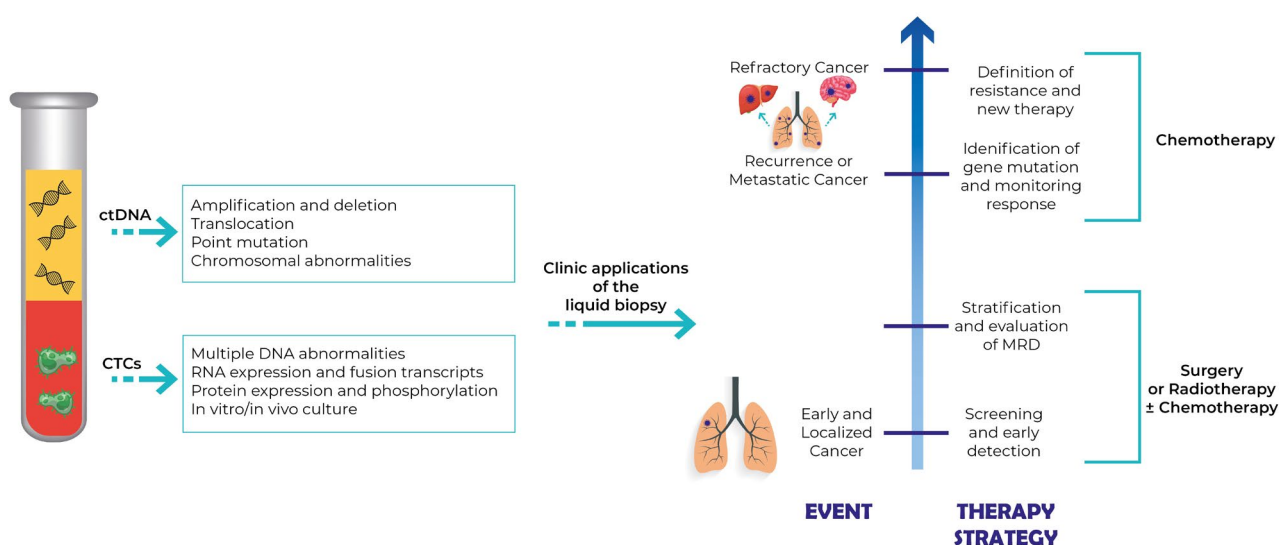 ctDNA
Amplification and deletion
Translocation
Point mutation
Chromosomal abnormalities
CTCs
Multiple DNA abnormalities
RNA expression and fusion transcripts
Protein expression and phosphorylation
In vitro/in vivo culture
Clinic applications
of the
liquid biopsy
Refractory Cancer
Recurrence or
Metastatic Cancer
Early and
Localized
Cancer
EVENT
Definition of
resistance and
new therapy
Idenification of
gene mutation
and monitoring
response
Stratification
and evaluation
of MRD
Screening
and early
detection
THERAPY
STRATEGY
Chemotherapy
Surgery
or Radiotherapy
± Chemotherapy